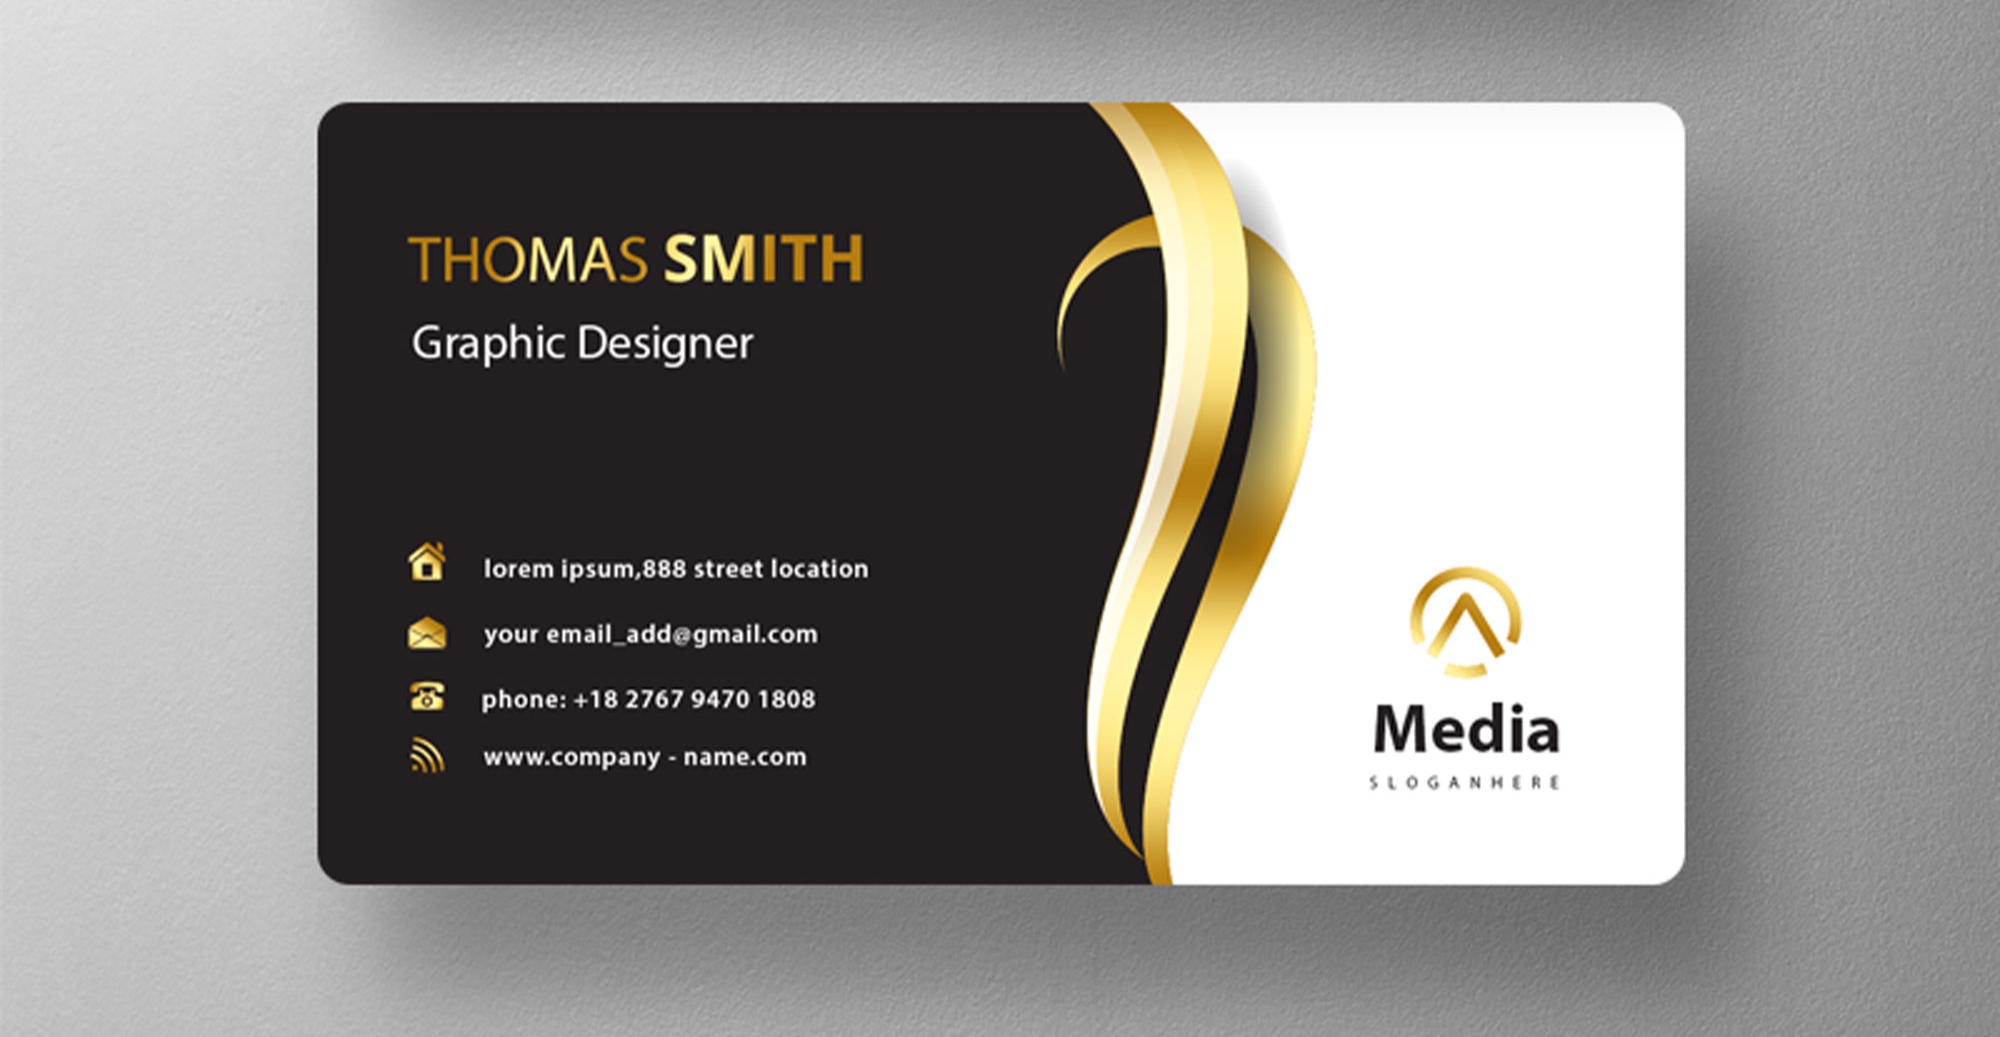 THOMAS SMITH
Graphic Designer
lorem ipsum,888 street location
your email_add@gmail.com
phone: +18 2767 9470 1808
www.company - name.com
Media
SLOGANHERE